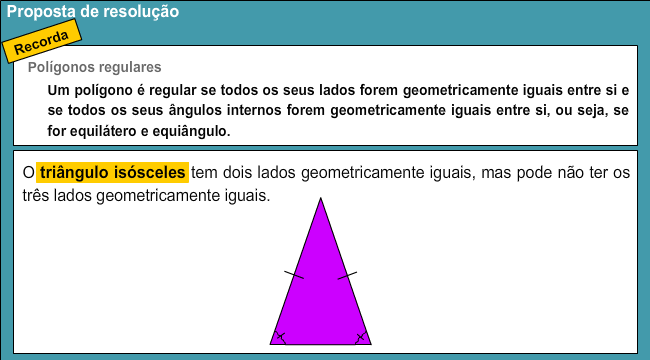 Proposta de resolução
Recorda
Polígonos regulares
Um polígono é regular se todos os seus lados forem geometricamente iguais entre si e
se todos os seus ângulos internos forem geometricamente iguais entre si, ou seja, se
for equilátero e equiângulo.
O triângulo isósceles tem dois lados geometricamente iguais, mas pode não ter os
três lados geometricamente iguais.